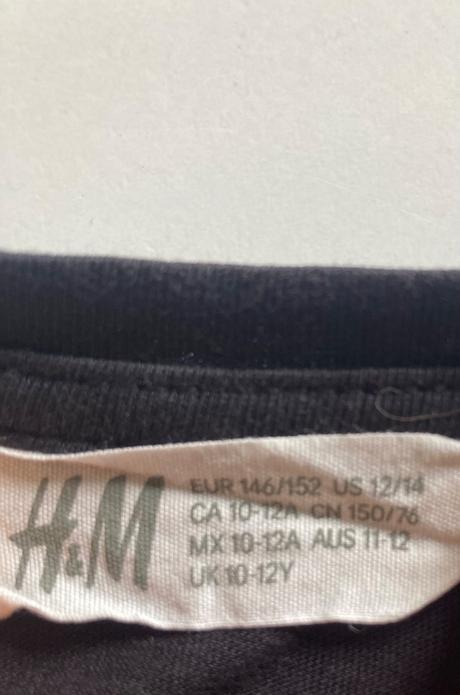 H&M
EUR 146/152 US 12/14
CA 10-12A CN 150/76
MX 10-12A AUS 11-12
UK 10-12Y